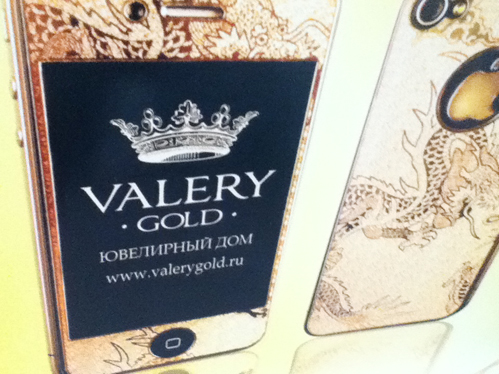 VALERY
· GOLD ·
ЮВЕЛИРНЫЙ ДОМ
www.valerygold.ru